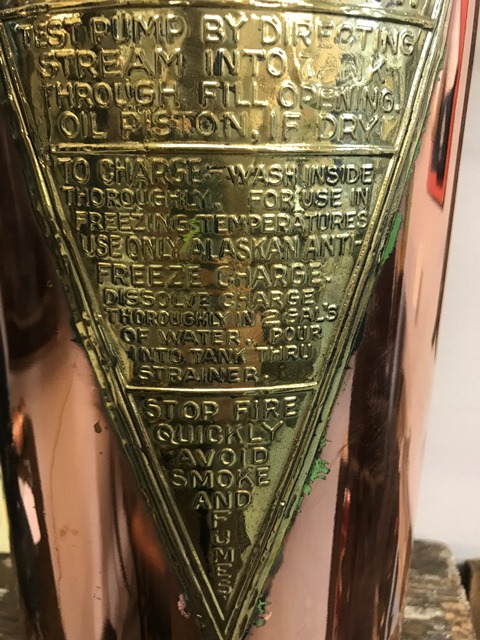 TEST PUMP BY DIRECTING
STREAM INTO TANK
THROUGH FILL OPENING.
OIL PISTON, IF DRY.
TO CHARGE-WASH INSIDE
THOROUGHLY. FOR USE IN
FREEZING TEMPERATURES
USE ONLY ALASKAN ANTI-
FREEZE CHARGE.
DISSOLVE CHARGE
THOROUGHLY IN 2 GAL'S
OF WATER. POUR
INTO TANK THRU
STRAINER.
STOP FIRE
QUICKLY
AVOID
SMOKE
AND
FUMES